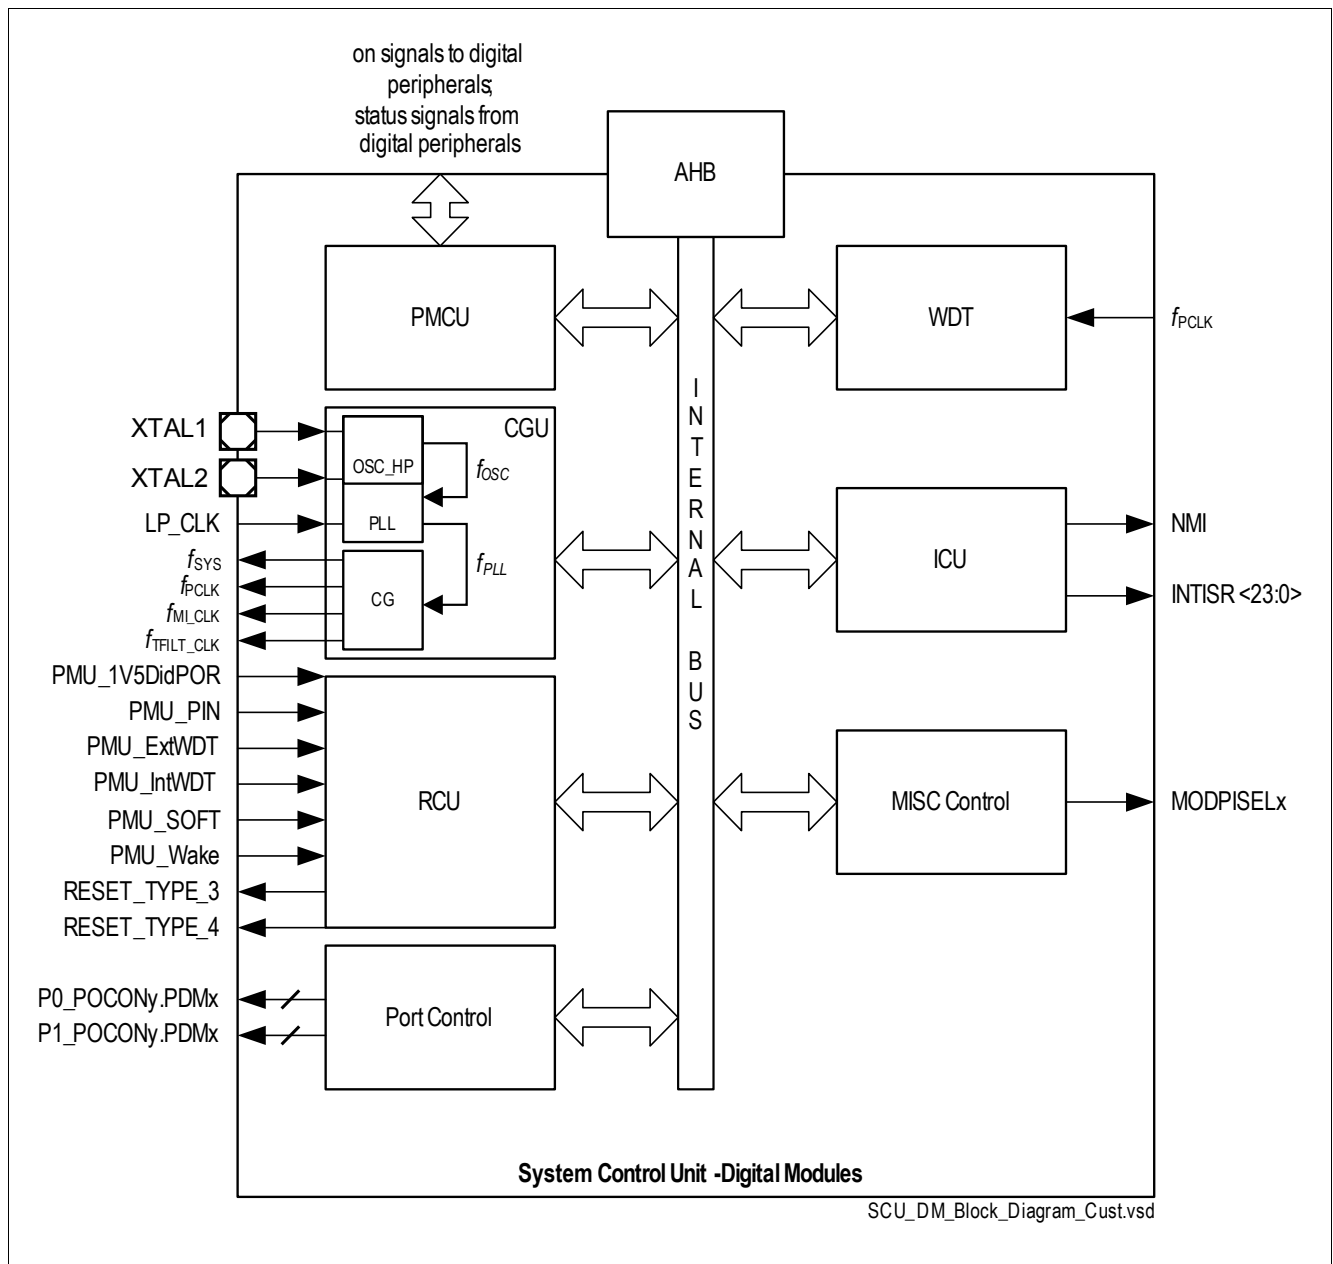 on signals to digital
peripherals;
status signals from
digital peripherals
AHB
PMCU
WDT
fPCLK
INTERNAL BUS
XTAL1
XTAL2
LP_CLK
fSYS
fPCLK
fMI_CLK
fTFILT_CLK
CGU
OSC_HP
fOSC
PLL
fPLL
CG
ICU
NMI
INTISR <23:0>
PMU_1V5DidPOR
PMU_PIN
PMU_ExtWDT
PMU_IntWDT
PMU_SOFT
PMU_Wake
RESET_TYPE_3
RESET_TYPE_4
RCU
MISC Control
MODPISELx
P0_POCONy.PDMx
P1_POCONy.PDMx
Port Control
System Control Unit -Digital Modules
SCU_DM_Block_Diagram_Cust.vsd